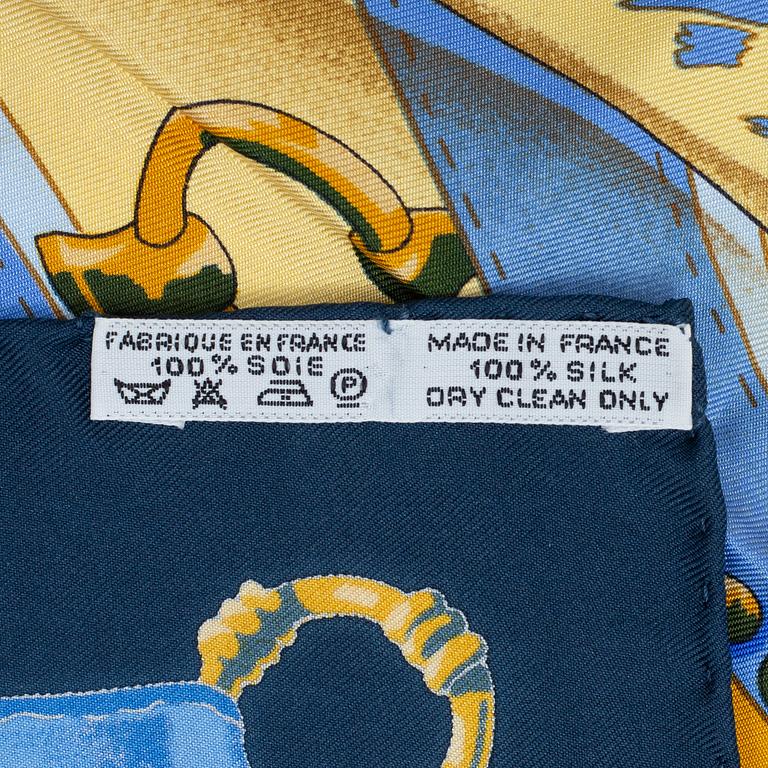 FABRIQUE EN FRANCE
100% SOIE
P
MADE IN FRANCE
100% SILK
DRY CLEAN ONLY